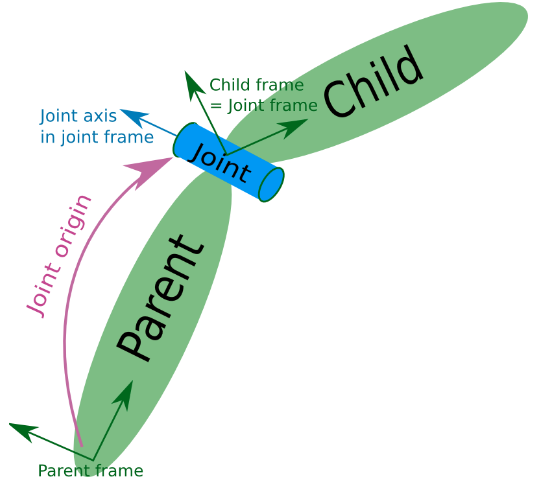 Child frame
= Joint frame
Child
Joint axis
in joint frame
Joint
Joint origin
Parent
Parent frame